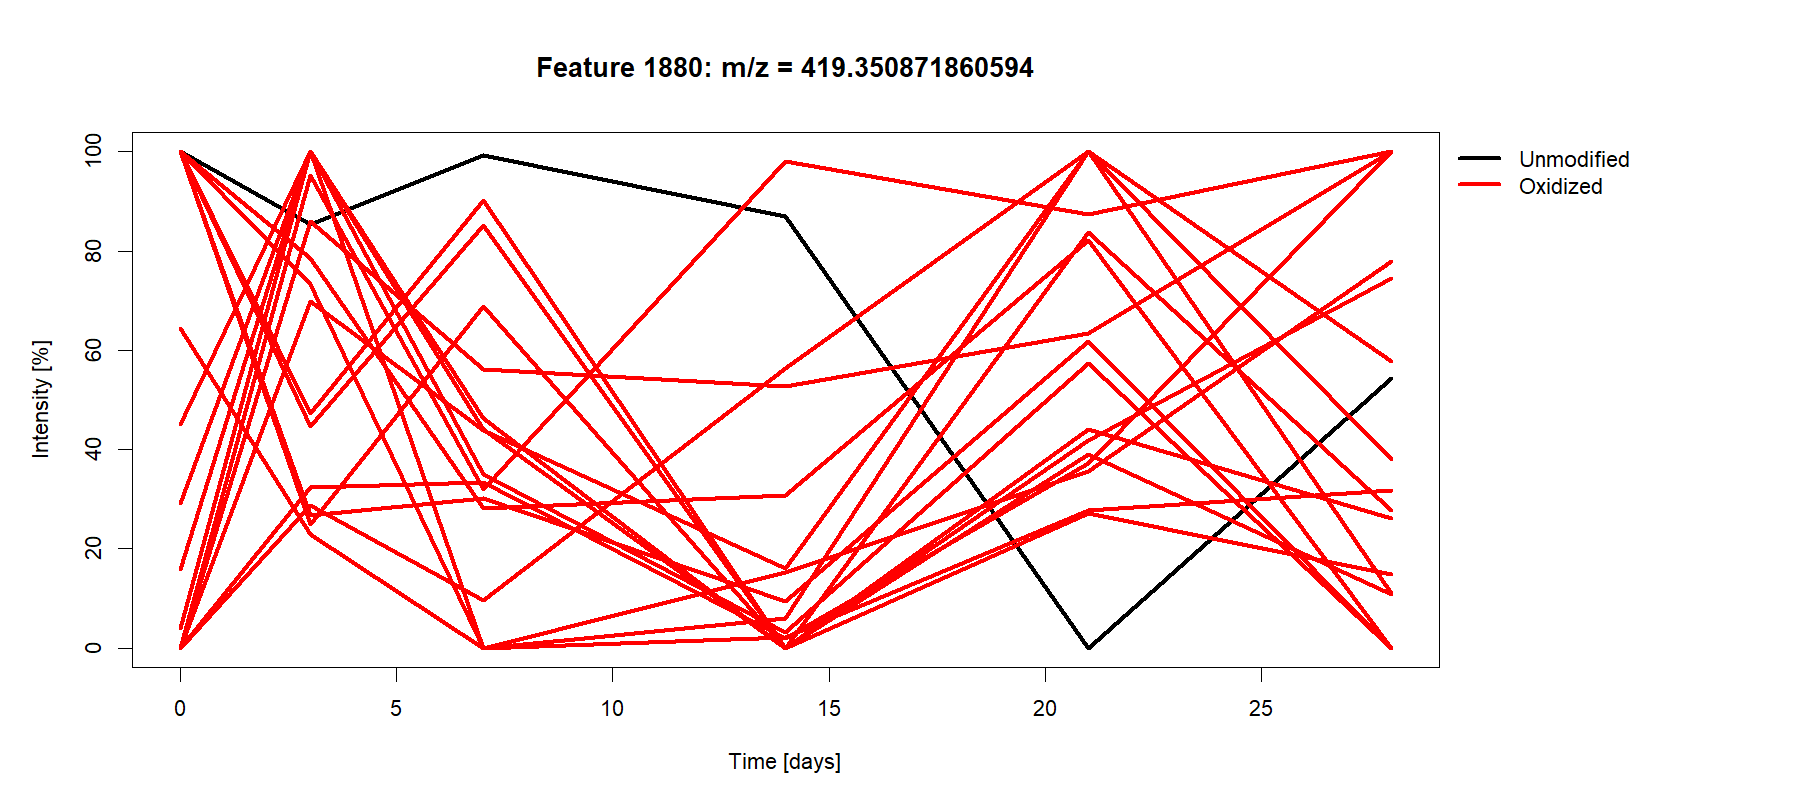 Feature 1880: m/z = 419.350871860594
Unmodified
Oxidized
Intensity [%]
100
80
60
40
20
0
0 5 10 15 20 25
Time [days]